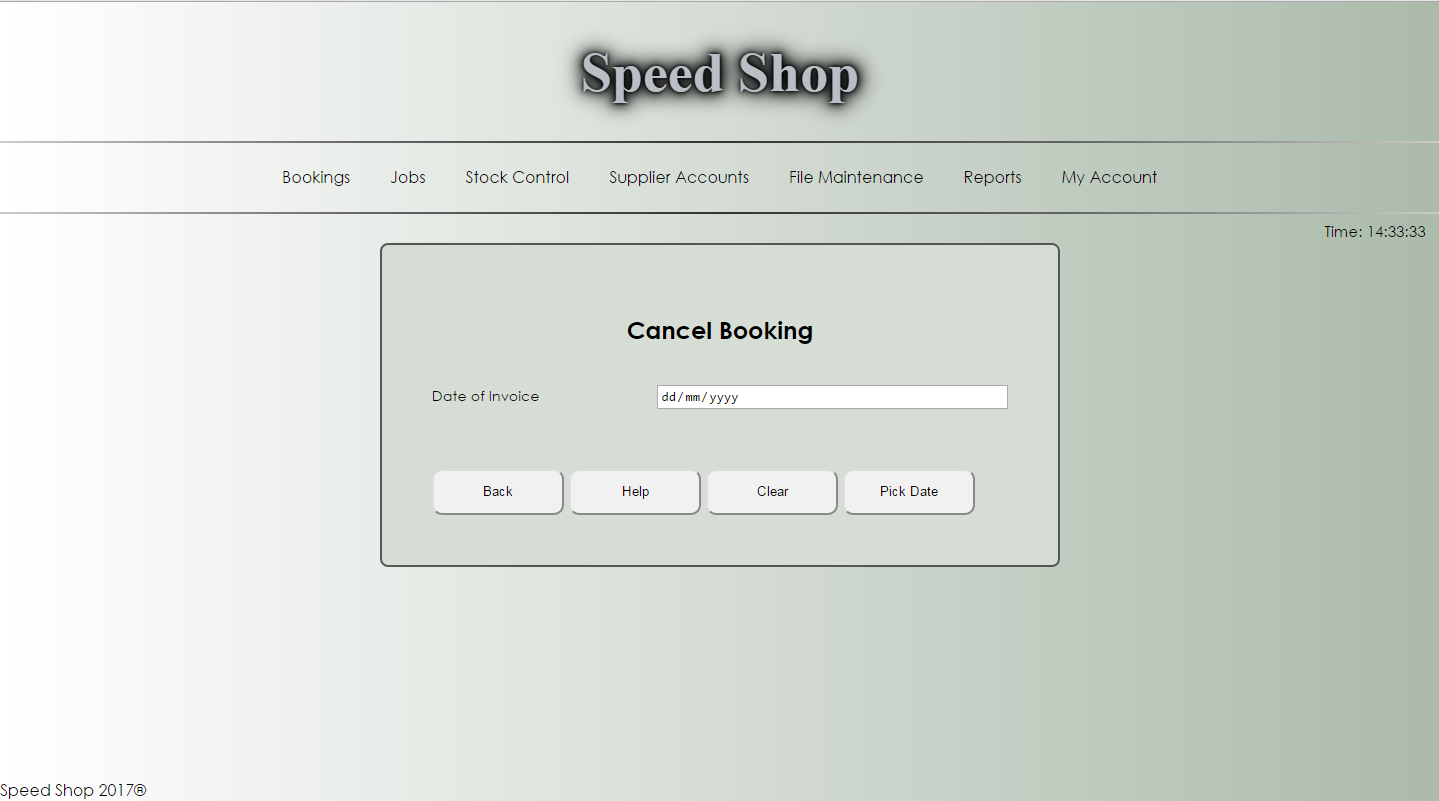 Speed Shop
Bookings Jobs Stock Control Supplier Accounts File Maintenance Reports My Account
Time: 14:33:33
Cancel Booking
Date of Invoice dd/mm/yyyy
Back Help Clear Pick Date
Speed Shop 2017®